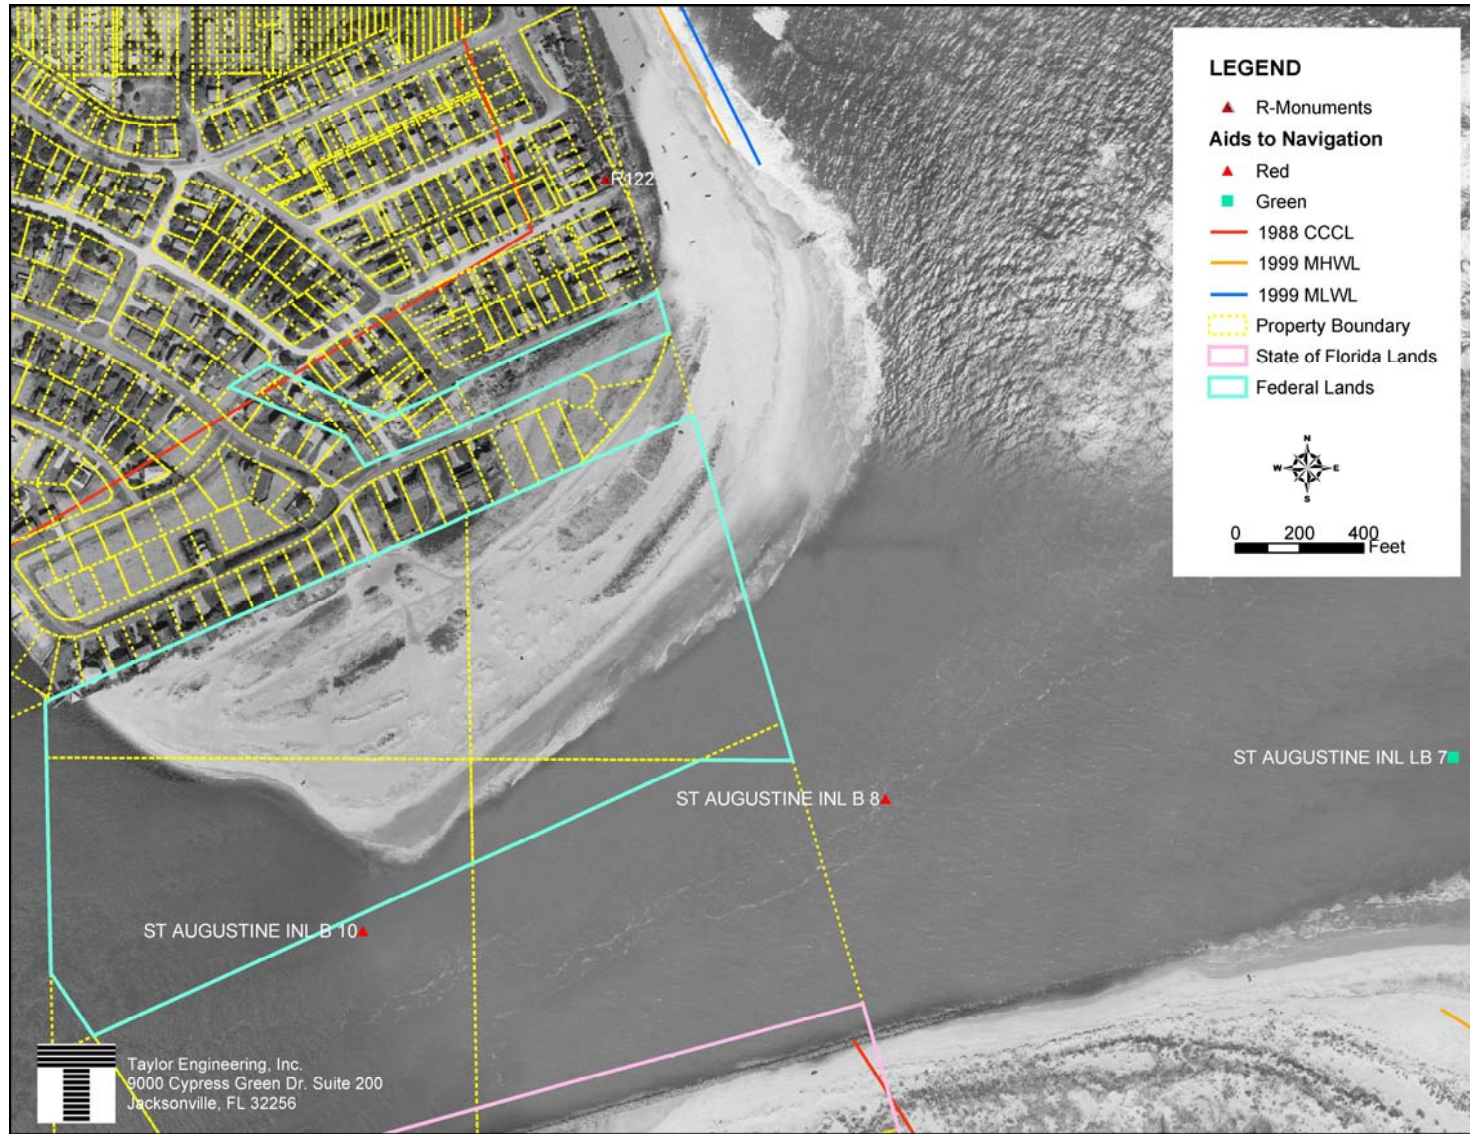 LEGEND
R-Monuments
Aids to Navigation
Red
Green
1988 CCCL
1999 MHWL
1999 MLWL
Property Boundary
State of Florida Lands
Federal Lands
N
W E
S
0 200 400
Feet
R122
ST AUGUSTINE INL LB 7
ST AUGUSTINE INL B 8
ST AUGUSTINE INL B 10
T
Taylor Engineering, Inc.
9000 Cypress Green Dr. Suite 200
Jacksonville, FL 32256